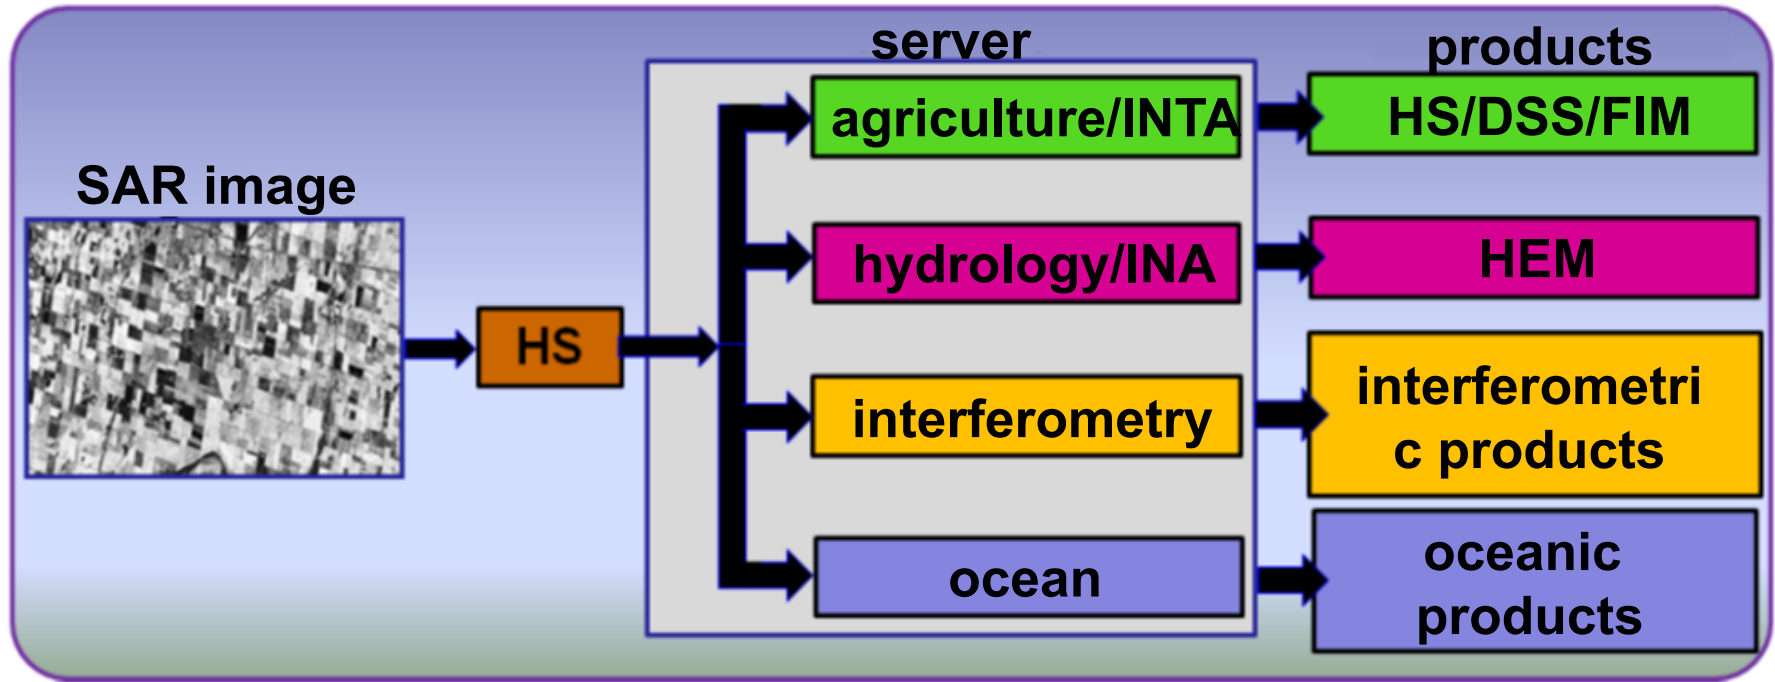 server
products
agriculture/INTA
HS/DSS/FIM
SAR image
hydrology/INA
HEM
HS
interferometry
interferometri
c products
ocean
oceanic
products